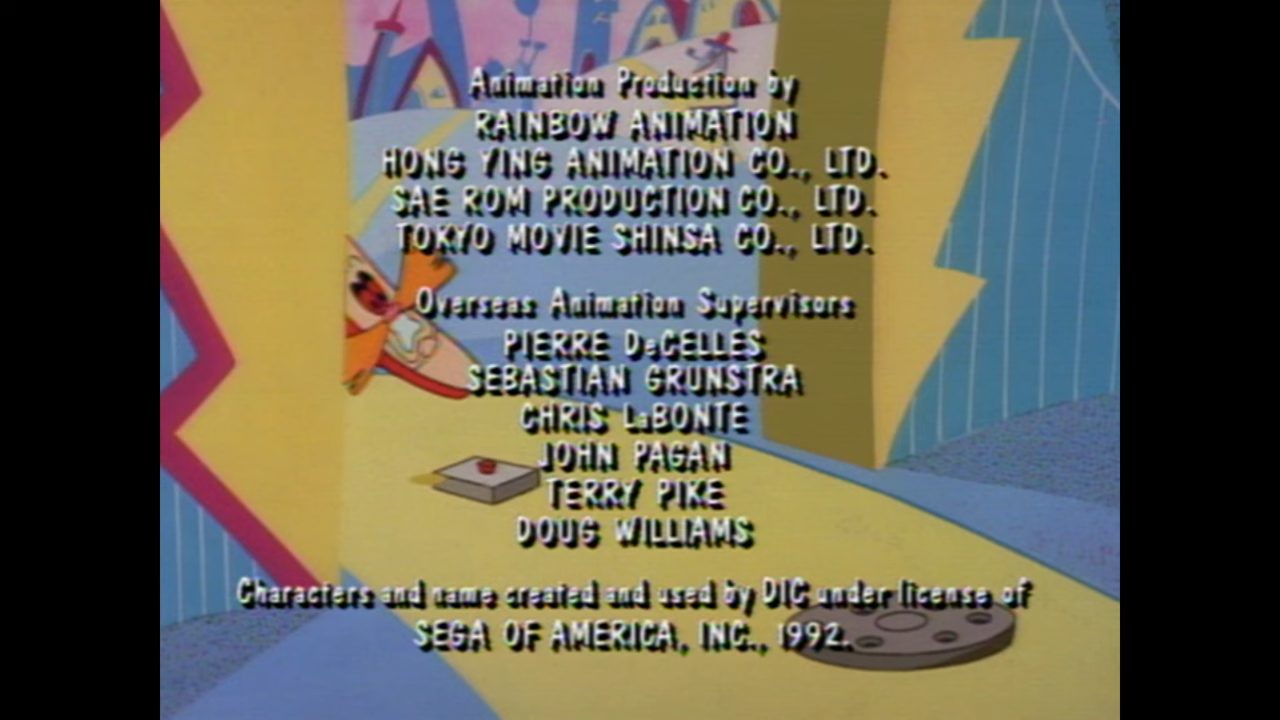 Animation Production by
RAINBOW ANIMATION
HONG YING ANIMATION CO., LTD.
SAE ROM PRODUCTION CO., LTD.
TOKYO MOVIE SHINSA CO., LTD.
Overseas Animation Supervisors
PIERRE DeCELLES
SEBASTIAN GRUNSTRA
CHRIS LaBONTE
JOHN PAGAN
TERRY PIKE
DOUG WILLIAMS
Characters and name created and used by DIC under license of
SEGA OF AMERICA, INC., 1992.